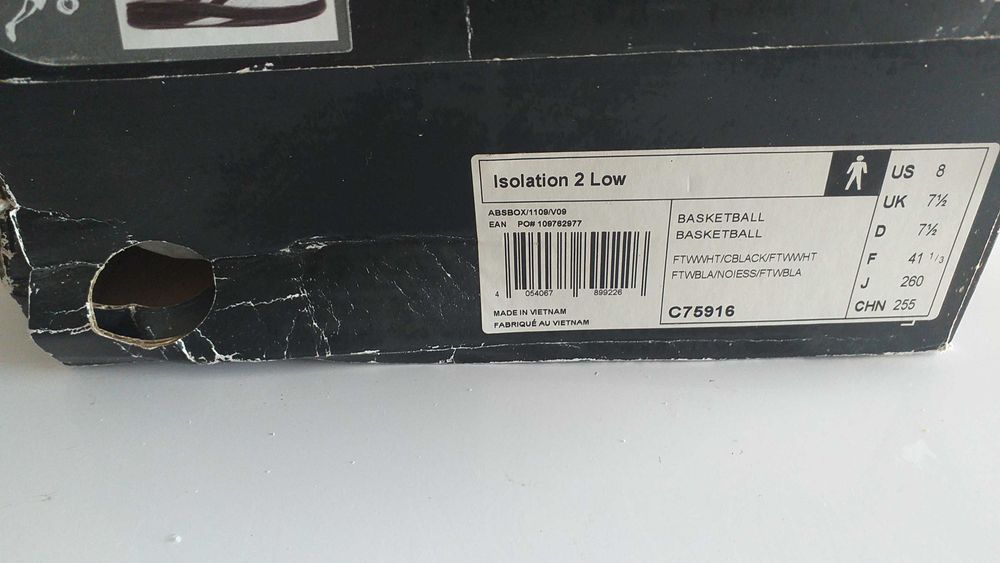 Isolation 2 Low
ABSBOX/1109/V09
EAN PO# 109762977
4 054067 899226
MADE IN VIETNAM
FABRIQUÉ AU VIETNAM
BASKETBALL
BASKETBALL
FTWWHT/CBLACK/FTWWHT
FTWBLA/NOIESS/FTWBLA
C75916
US 8
UK 7½
D 7½
F 41 1/3
J 260
CHN 255